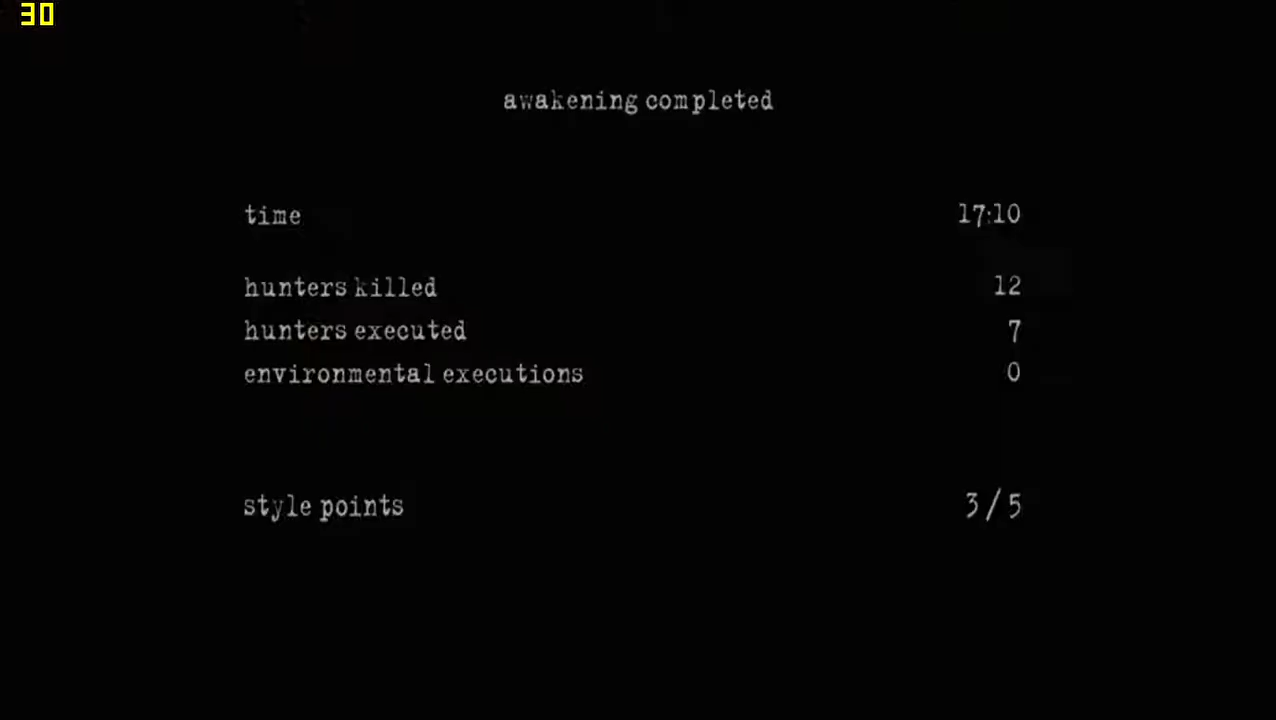 30
awakening completed
time 17:10
hunters killed 12
hunters executed 7
environmental executions 0
style points 3/5